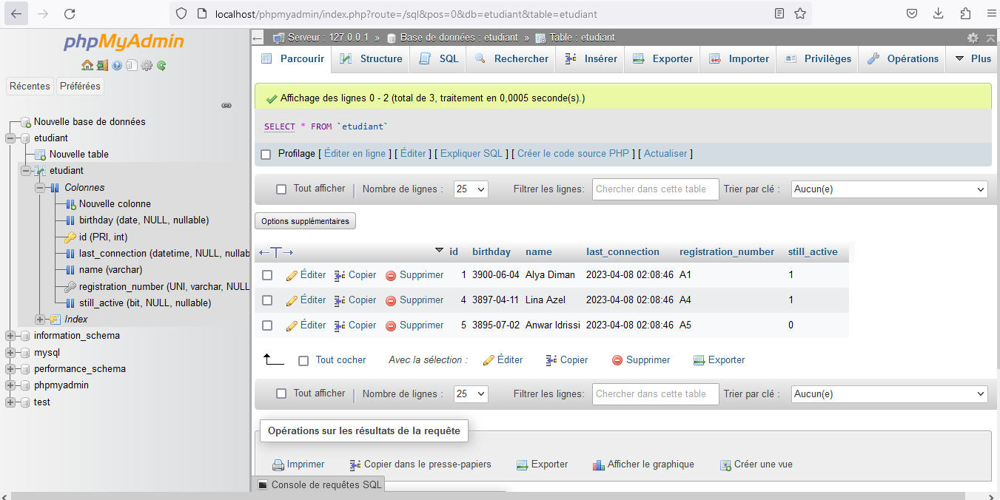 localhost/phpmyadmin/index.php?route=/sql&pos=0&db=etudiant&table=etudiant
phpMyAdmin
Récentes Préférées
Nouvelle base de données
etudiant
Nouvelle table
etudiant
Colonnes
Nouvelle colonne
birthday (date, NULL, nullable)
id (PRI, int)
last_connection (datetime, NULL, nullab
name (varchar)
registration_number (UNI, varchar, NULL
still_active (bit, NULL, nullable)
Index
information_schema
mysql
performance_schema
phpmyadmin
test
Serveur : 127.0.0.1 » Base de données : etudiant » Table : etudiant
Parcourir Structure SQL Rechercher Insérer Exporter Importer Privilèges Opérations Plus
Affichage des lignes 0 - 2 (total de 3, traitement en 0,0005 seconde(s).)
SELECT * FROM `etudiant`
Profilage [ Éditer en ligne ] [ Éditer ] [ Expliquer SQL ] [ Créer le code source PHP ] [ Actualiser ]
Tout afficher Nombre de lignes : 25 Filtrer les lignes: Chercher dans cette table Trier par clé : Aucun(e)
Options supplémentaires
id birthday name last_connection registration_number still_active
Éditer Copier Supprimer 1 3900-06-04 Alya Diman 2023-04-08 02:08:46 A1 1
Éditer Copier Supprimer 4 3897-04-11 Lina Azel 2023-04-08 02:08:46 A4 1
Éditer Copier Supprimer 5 3895-07-02 Anwar Idrissi 2023-04-08 02:08:46 A5 0
Tout cocher Avec la sélection : Éditer Copier Supprimer Exporter
Tout afficher Nombre de lignes : 25 Filtrer les lignes: Chercher dans cette table Trier par clé : Aucun(e)
Opérations sur les résultats de la requête
Imprimer Copier dans le presse-papiers Exporter Afficher le graphique Créer une vue
Console de requêtes SQL